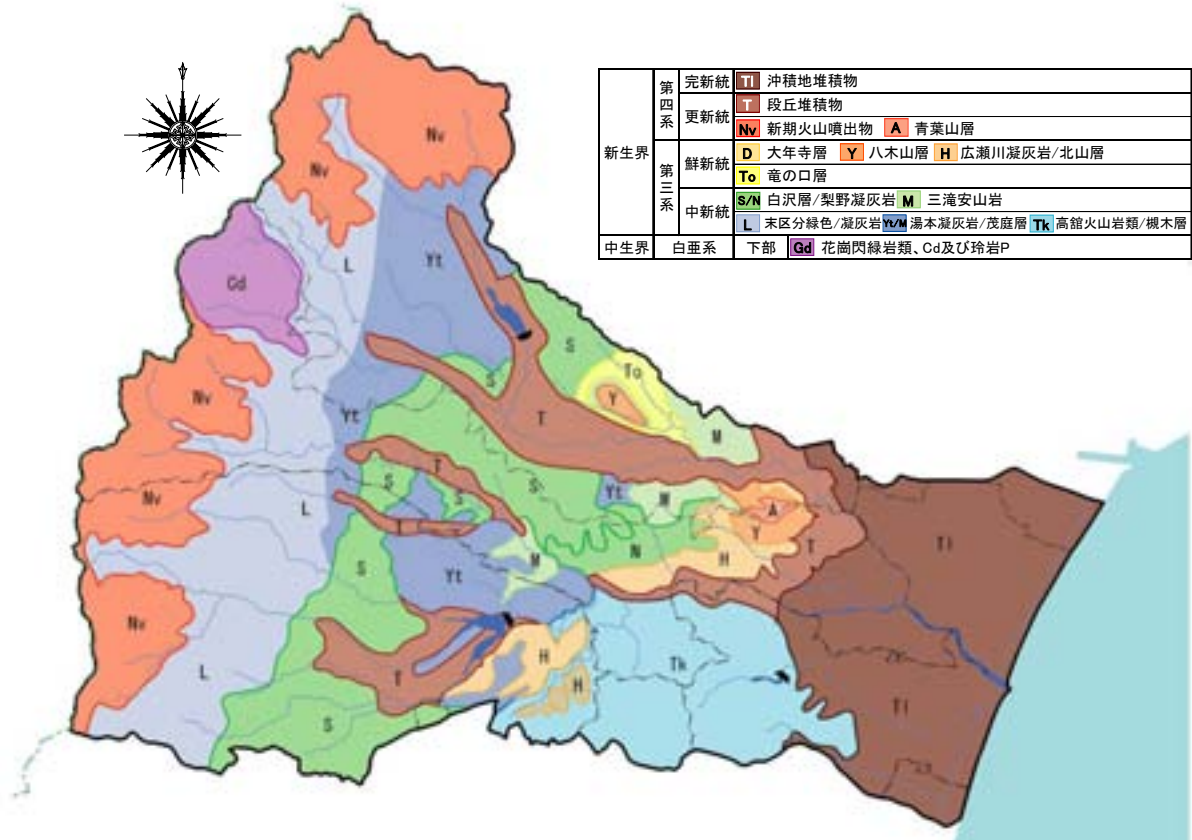 新生界 第四系 完新統 Tl 沖積地堆積物
更新統 T 段丘堆積物
Nv 新期火山噴出物 A 青葉山層
第三系 鮮新統 D 大年寺層 Y 八木山層 H 広瀬川凝灰岩/北山層
To 竜の口層
中新統 S/N 白沢層/梨野凝灰岩 M 三滝安山岩
L 末区分緑色/凝灰岩 Yt/M 湯本凝灰岩/茂庭層 Tk 高舘火山岩類/槻木層
中生界 白亜系 下部 Gd 花崗閃緑岩類、Cd及び玲岩P
Nv
Nv
L
Yt
Gd
S
To
S
Y
Nv
Yt
T
M
T
S
S
S
Nv
L
Yt
M
A
T
Y
Tl
N
H
T
M
S
Yt
Nv
H
Tk
L
T
H
Tl
S